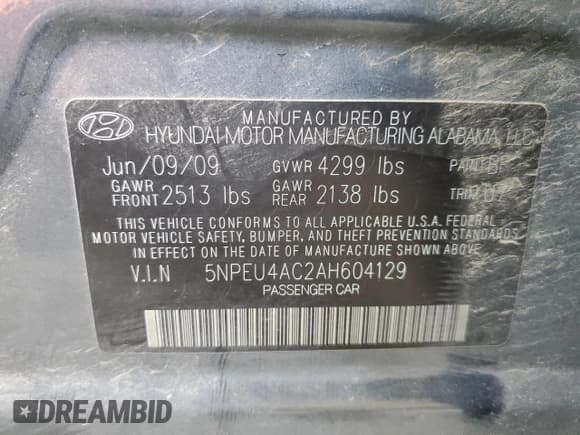 MANUFACTURED BY
HYUNDAI MOTOR MANUFACTURING ALABAMA, LLC
Jun/09/09 GVWR 4299 lbs PAINT
GAWR FRONT 2513 lbs GAWR REAR 2138 lbs TRIM
THIS VEHICLE CONFORMS TO ALL APPLICABLE U.S.A. FEDERAL
MOTOR VEHICLE SAFETY, BUMPER, AND THEFT PREVENTION STANDARDS
IN EFFECT ON THE DATE OF MANUFACTURE SHOWN ABOVE
V.I.N 5NPEU4AC2AH604129
PASSENGER CAR
DREAMBID